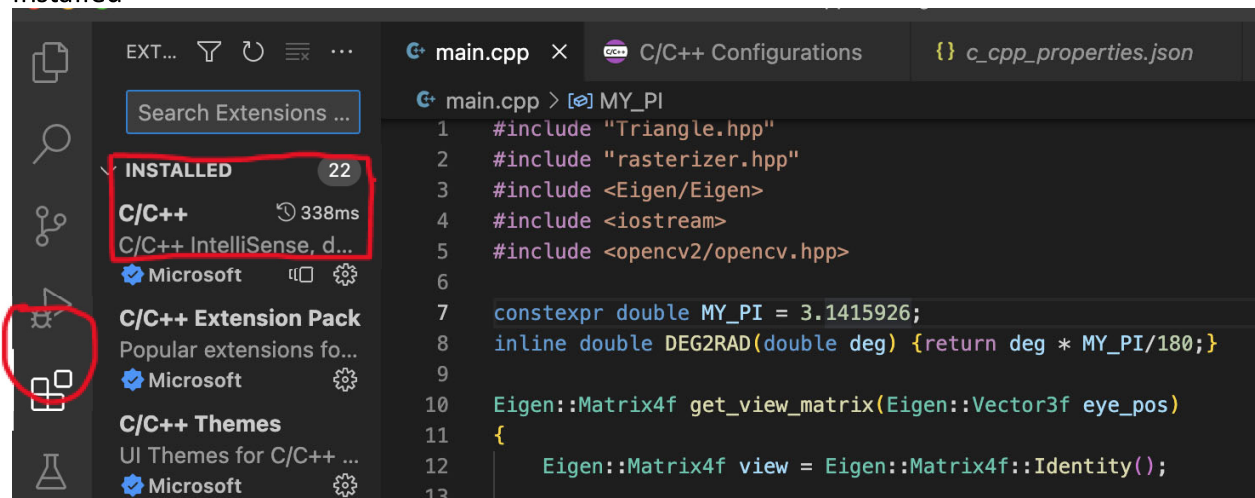 installed
EXT...
main.cpp
C/C++ Configurations
{} c_cpp_properties.json
Search Extensions ...
main.cpp > MY_PI
INSTALLED 22
C/C++ 338ms
C/C++ IntelliSense, d...
Microsoft
C/C++ Extension Pack
Popular extensions fo...
Microsoft
C/C++ Themes
UI Themes for C/C++ ...
Microsoft
1 #include "Triangle.hpp"
2 #include "rasterizer.hpp"
3 #include <Eigen/Eigen>
4 #include <iostream>
5 #include <opencv2/opencv.hpp>
6
7 constexpr double MY_PI = 3.1415926;
8 inline double DEG2RAD(double deg) {return deg * MY_PI/180;}
9
10 Eigen::Matrix4f get_view_matrix(Eigen::Vector3f eye_pos)
11 {
12 Eigen::Matrix4f view = Eigen::Matrix4f::Identity();
13